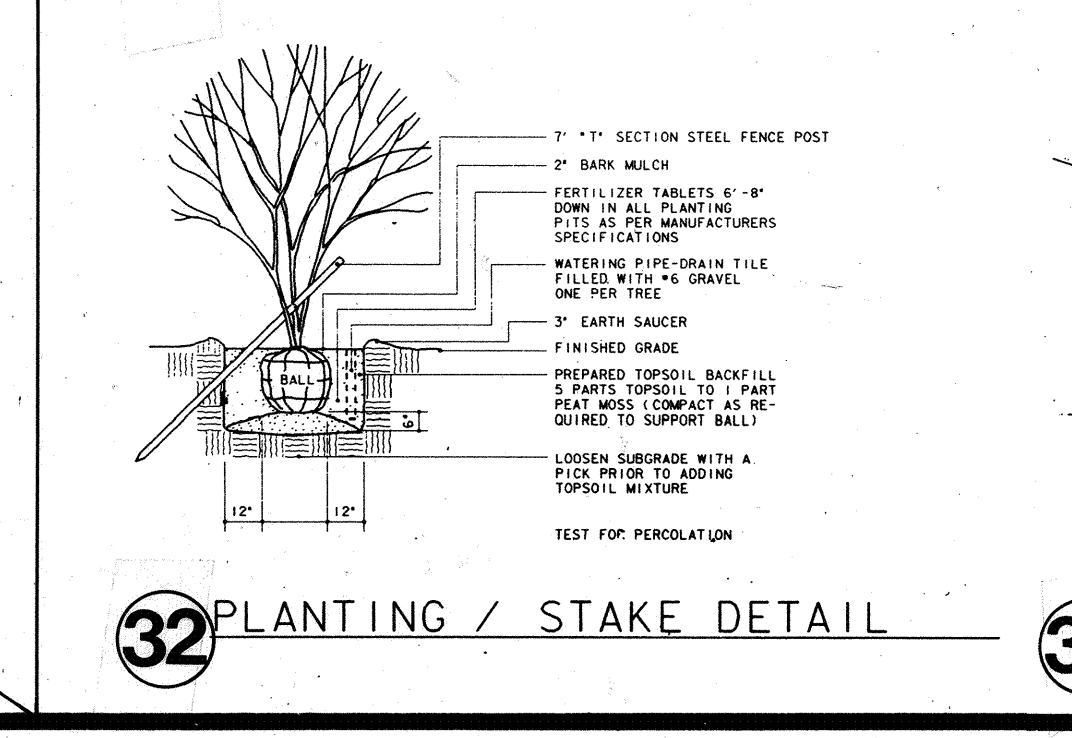 7' "T" SECTION STEEL FENCE POST
2" BARK MULCH
FERTILIZER TABLETS 6'-8"
DOWN IN ALL PLANTING
PITS AS PER MANUFACTURERS
SPECIFICATIONS
WATERING PIPE-DRAIN TILE
FILLED WITH #6 GRAVEL
ONE PER TREE
3" EARTH SAUCER
FINISHED GRADE
PREPARED TOPSOIL BACKFILL
5 PARTS TOPSOIL TO 1 PART
PEAT MOSS (COMPACT AS RE-
QUIRED TO SUPPORT BALL)
BALL
6"
LOOSEN SUBGRADE WITH A
PICK PRIOR TO ADDING
TOPSOIL MIXTURE
12" 12"
TEST FOR PERCOLATION
32 PLANTING / STAKE DETAIL